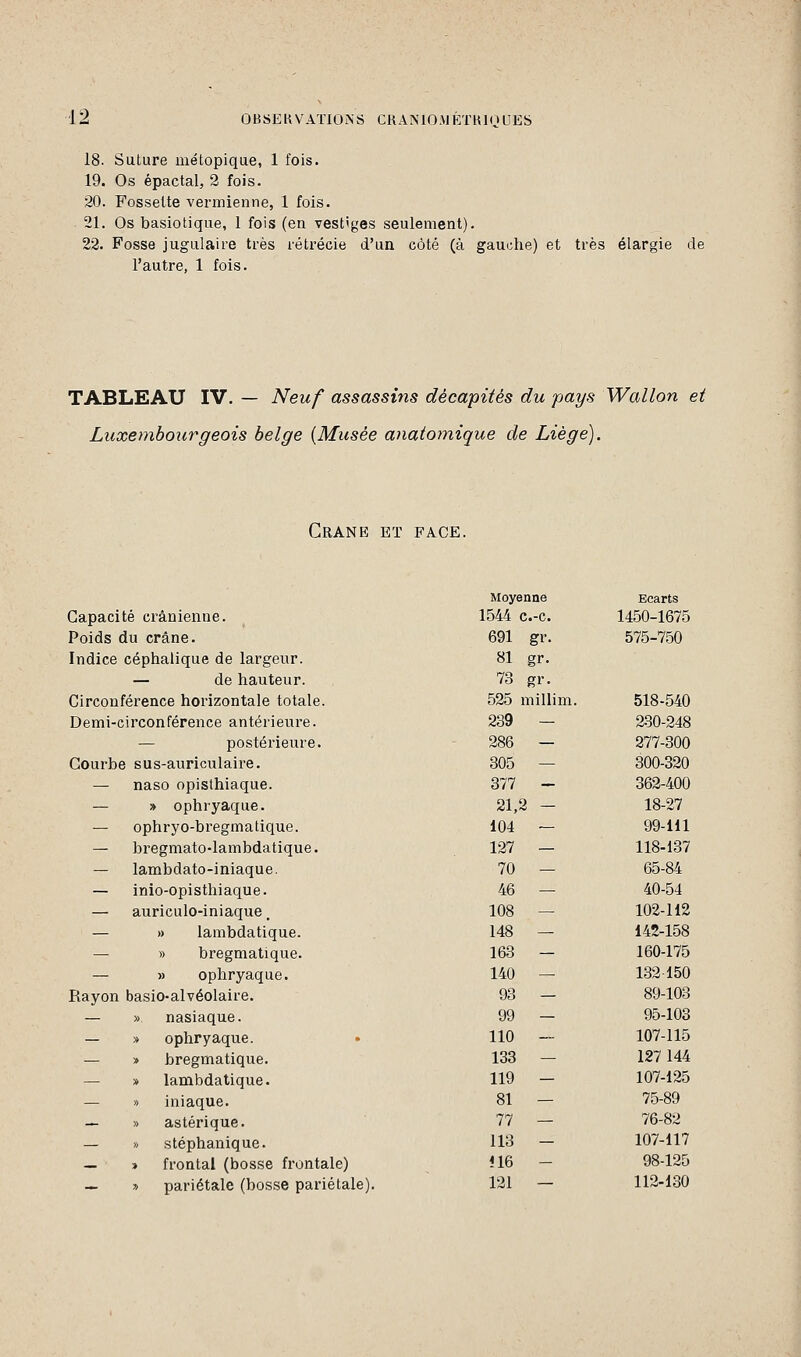 12 OBSERVATIONS CRANIOMÉTRIQUES
18. Suture métopique, 1 fois.
19. Os épactal, 2 fois.
20. Fossette vermienne, 1 fois.
21. Os basiotique, 1 fois (en vestiges seulement).
22. Fosse jugulaire très rétrécie d'un côté (à gauche) et très élargie de
l'autre, 1 fois.
TABLEAU IV. — Neuf assassins décapités du pays Wallon et
Luxembourgeois belge (Musée anatomique de Liège).
CRANE ET FACE.
Moyenne Ecarts
Capacité crânienne. 1544 c.-c. 1450-1675
Poids du crâne. 691 gr. 575-750
Indice céphalique de largeur. 81 gr.
— de hauteur. 73 gr.
Circonférence horizontale totale. 525 millim. 518-540
Demi-circonférence antérieure. 239 — 230-248
— postérieure. 286 — 277-300
Courbe sus-auriculaire. 305 — 300-320
— naso opisthiaque. 377 — 362-400
— » ophryaque. 21,2 — 18-27
— ophryo-bregmatique. 104 — 99-111
— bregmato-lambdatique. 127 — 118-137
— lambdato-iniaque. 70 — 65-84
— inio-opisthiaque. 46 — 40-54
— auriculo-iniaque. 108 — 102-112
— » lambdatique. 148 — 142-158
— » bregmatique. 163 — 160-175
— » ophryaque. 140 — 132 150
Rayon basio-alvéolaire. 93 — 89-103
— » nasiaque. 99 — 95-103
— » ophryaque. 110 — 107-115
— » bregmatique. 133 — 127 144
— » lambdatique. 119 — 107-125
— » iniaque. 81 — 75-89
— » astérique. 77 — 76-82
— » stéphanique. 113 — 107-117
— » frontal (bosse frontale) 116 — 98-125
— » pariétale (bosse pariétale). 121 — 112-130